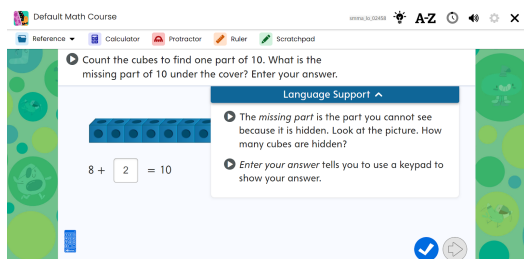 Default Math Course
smma_lo_02458
A-Z
Reference
Calculator
Protractor
Ruler
Scratchpad
Count the cubes to find one part of 10. What is the
missing part of 10 under the cover? Enter your answer.
Language Support
The missing part is the part you cannot see
because it is hidden. Look at the picture. How
many cubes are hidden?
Enter your answer tells you to use a keypad to
show your answer.
8 + 2 = 10